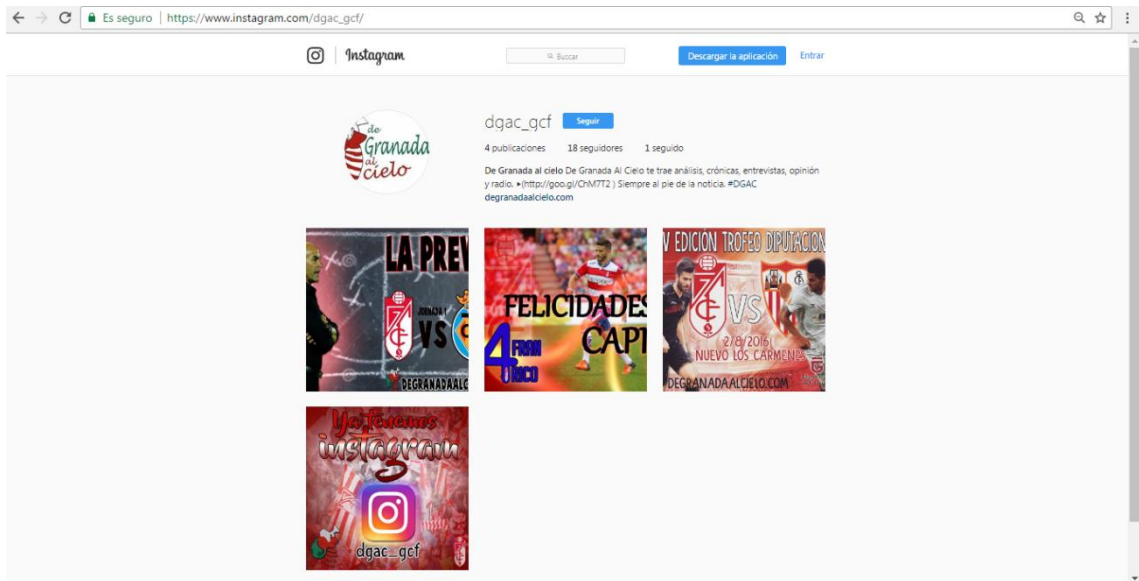 Es seguro https://www.instagram.com/dgac_gcf/
Instagram
Buscar
Descargar la aplicación
Entrar
de
Granada
al
cielo
dgac_gcf
Seguir
4 publicaciones 18 seguidores 1 seguido
De Granada al cielo De Granada Al Cielo te trae análisis, crónicas, entrevistas, opinión
y radio. ▸(http://goo.gl/ChM7T2 ) Siempre al pie de la noticia. #DGAC
degranadaalcielo.com
LA PREV
JORNADA 1
VS
DEGRANADAALC
FELICIDADES
CAPI
4
FRAN
RICO
V EDICIÓN TROFEO DIPUTACIÓN
VS
2/8/2016
NUEVO LOS CÁRMENES
DEGRANADAALCIELO.COM
Ya tenemos
instagram
dgac_gcf